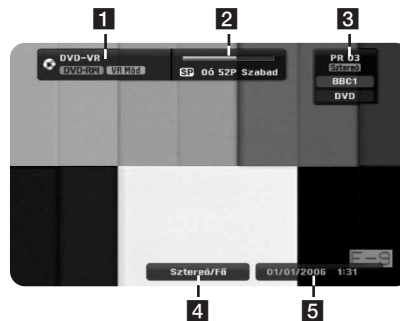 1
2
3
DVD-VR
DVD-RW VR Mód
SP 0ó 52P Szabad
PR 03
Sztereó
BBC1
DVD
E-9
Sztereó/Fő
01/01/2006 1:31
4
5